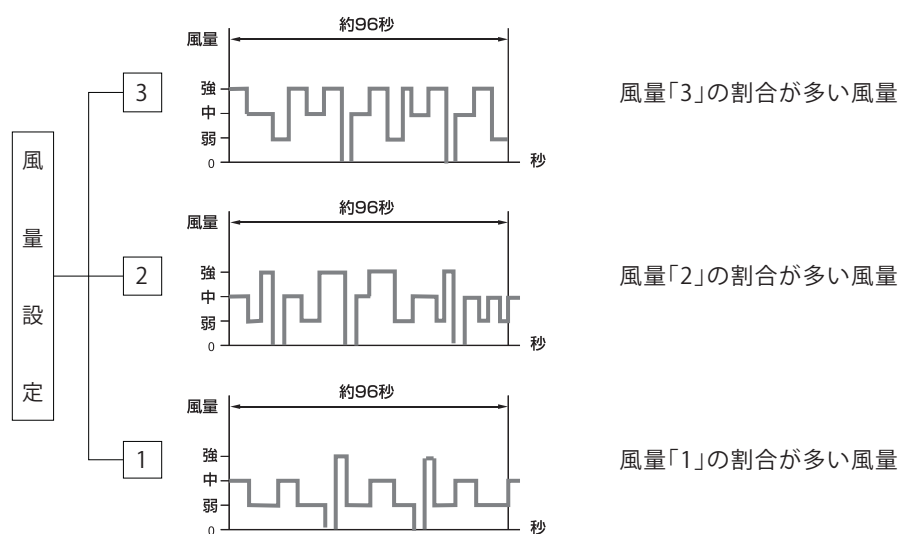 風量設定
3
風量
約96秒
強
中
弱
0
秒
風量「3」の割合が多い風量
2
風量
約96秒
強
中
弱
0
秒
風量「2」の割合が多い風量
1
風量
約96秒
強
中
弱
0
秒
風量「1」の割合が多い風量